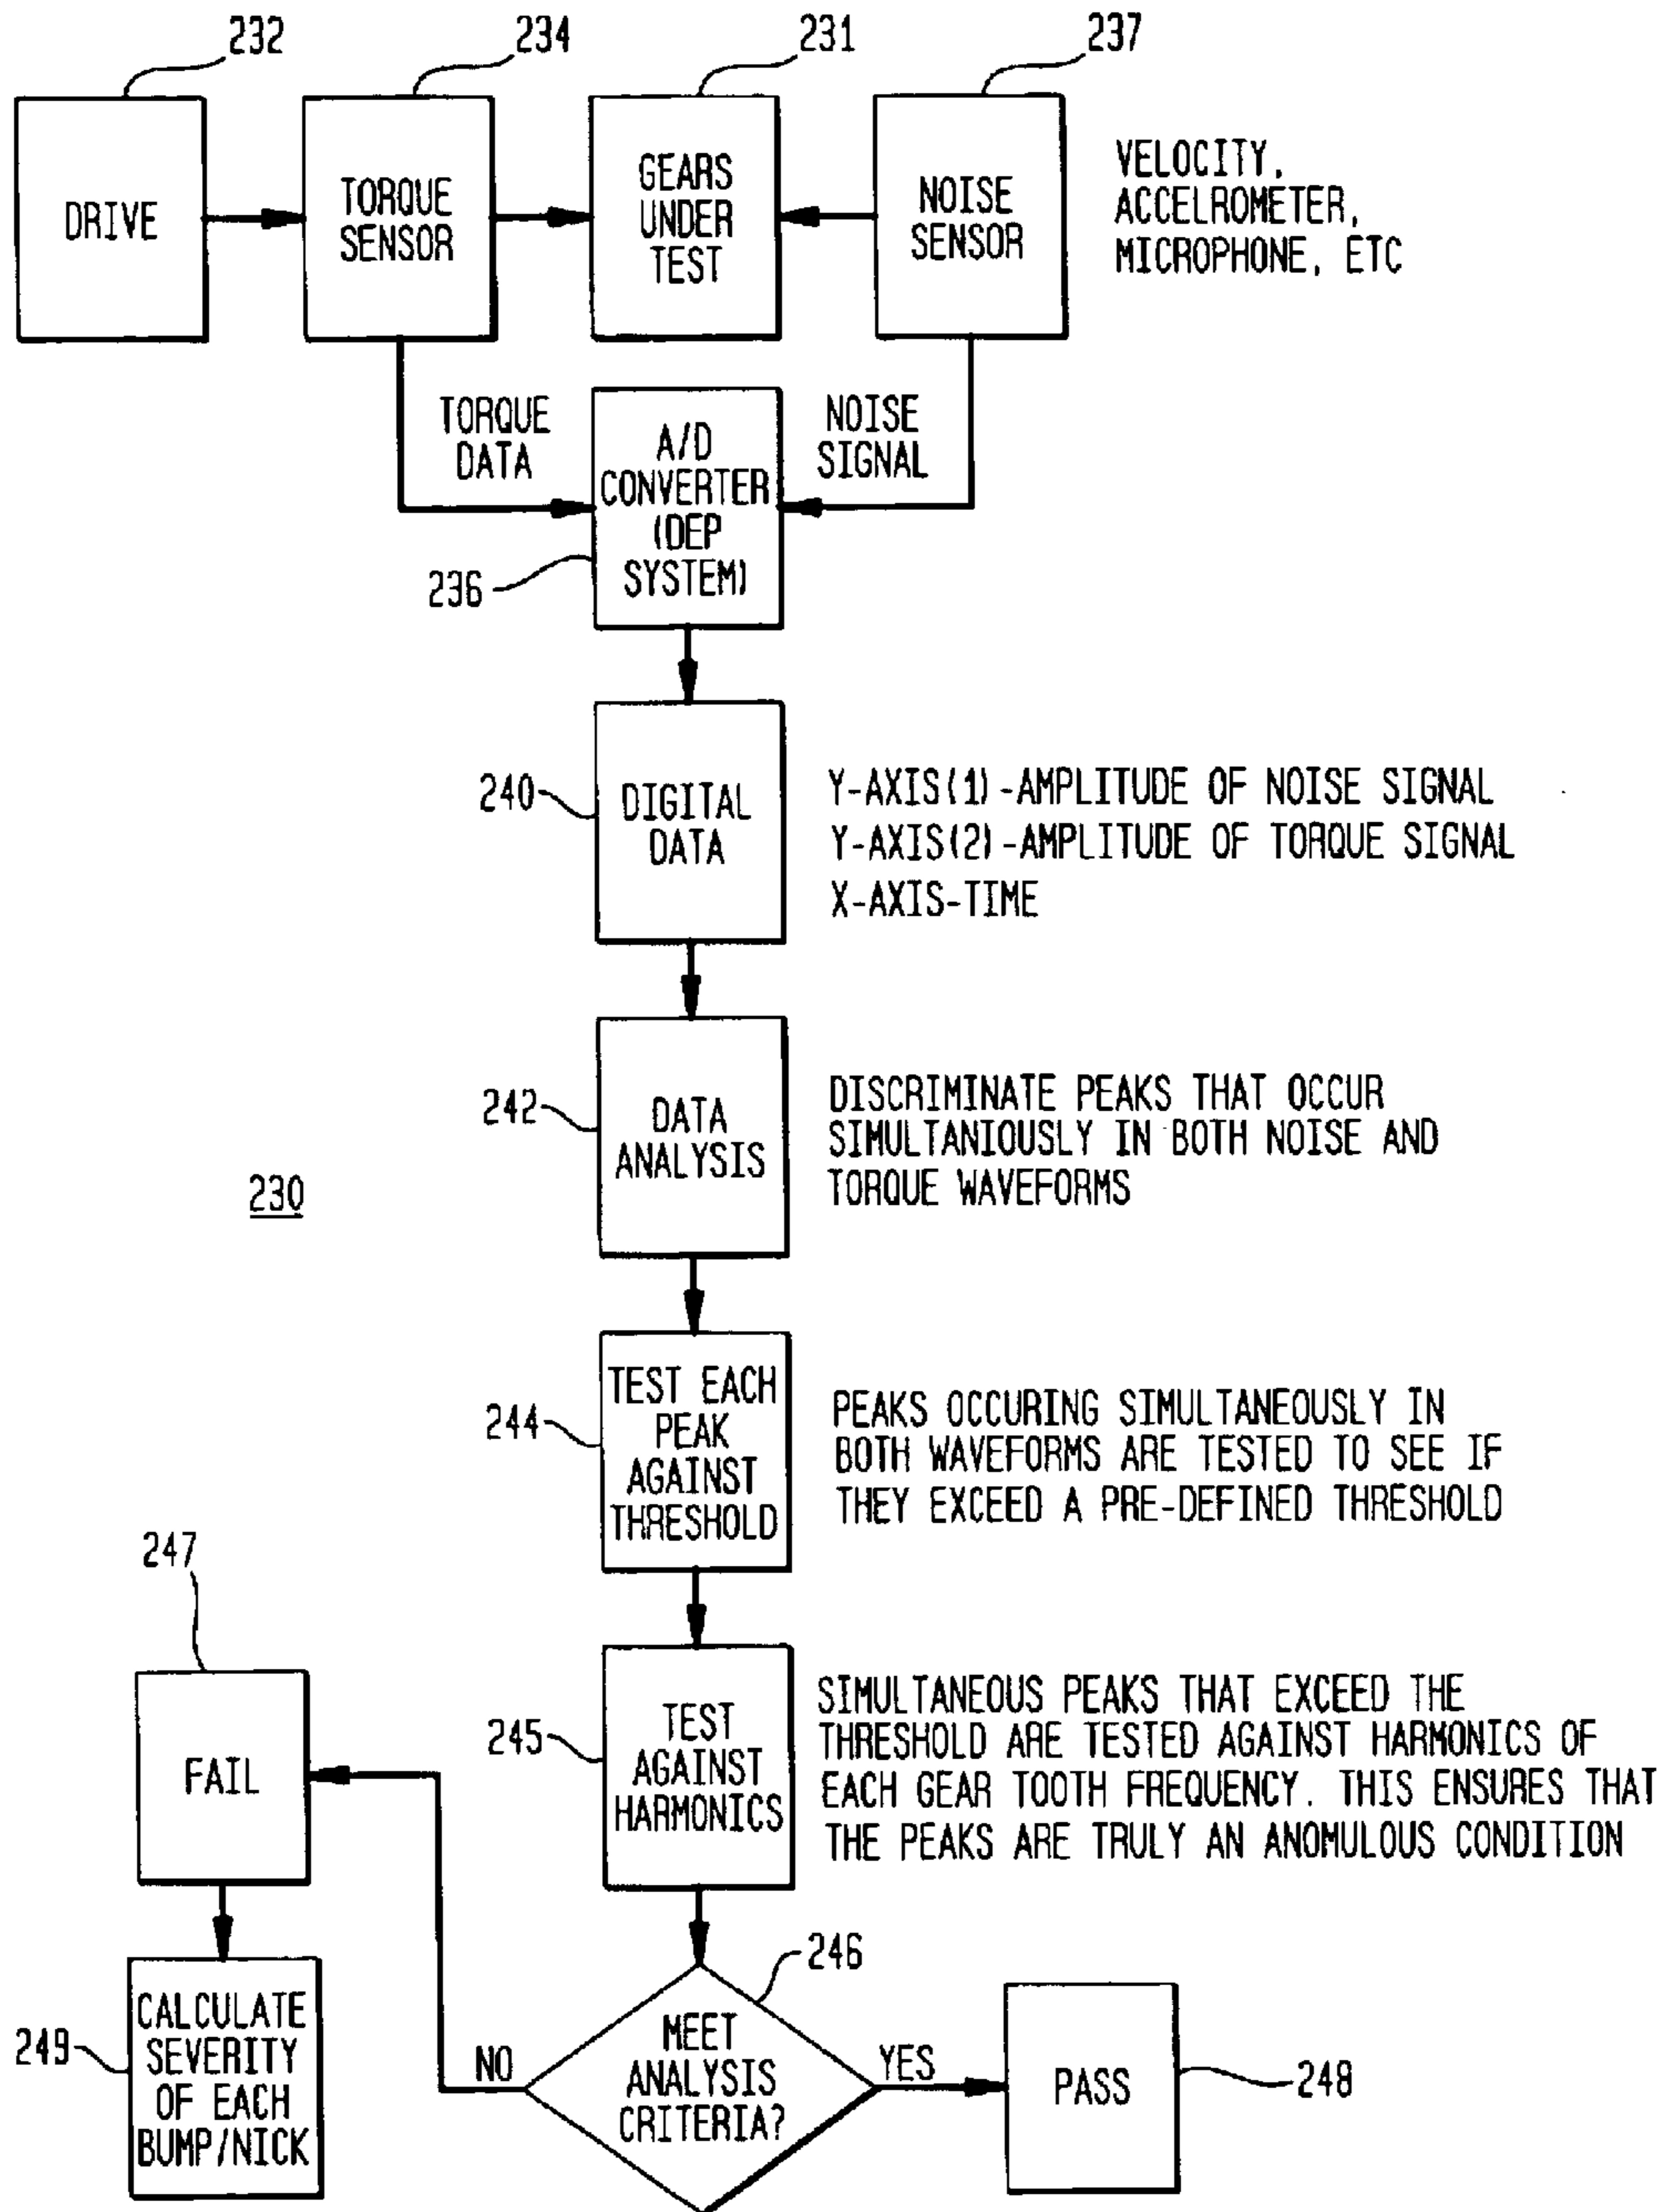 232
234
231
237
DRIVE
TORQUE
SENSOR
GEARS
UNDER
TEST
NOISE
SENSOR
VELOCITY,
ACCELROMETER,
MICROPHONE, ETC
TORQUE
DATA
A/D
CONVERTER
(DEP
SYSTEM)
NOISE
SIGNAL
236
240
DIGITAL
DATA
Y-AXIS(1)-AMPLITUDE OF NOISE SIGNAL
Y-AXIS(2)-AMPLITUDE OF TORQUE SIGNAL
X-AXIS-TIME
242
DATA
ANALYSIS
DISCRIMINATE PEAKS THAT OCCUR
SIMULTANIOUSLY IN BOTH NOISE AND
TORQUE WAVEFORMS
230
244
TEST EACH
PEAK
AGAINST
THRESHOLD
PEAKS OCCURING SIMULTANEOUSLY IN
BOTH WAVEFORMS ARE TESTED TO SEE IF
THEY EXCEED A PRE-DEFINED THRESHOLD
247
FAIL
245
TEST
AGAINST
HARMONICS
SIMULTANEOUS PEAKS THAT EXCEED THE
THRESHOLD ARE TESTED AGAINST HARMONICS OF
EACH GEAR TOOTH FREQUENCY. THIS ENSURES THAT
THE PEAKS ARE TRULY AN ANOMULOUS CONDITION
246
249
CALCULATE
SEVERITY
OF EACH
BUMP/NICK
NO
MEET
ANALYSIS
CRITERIA?
YES
PASS
248